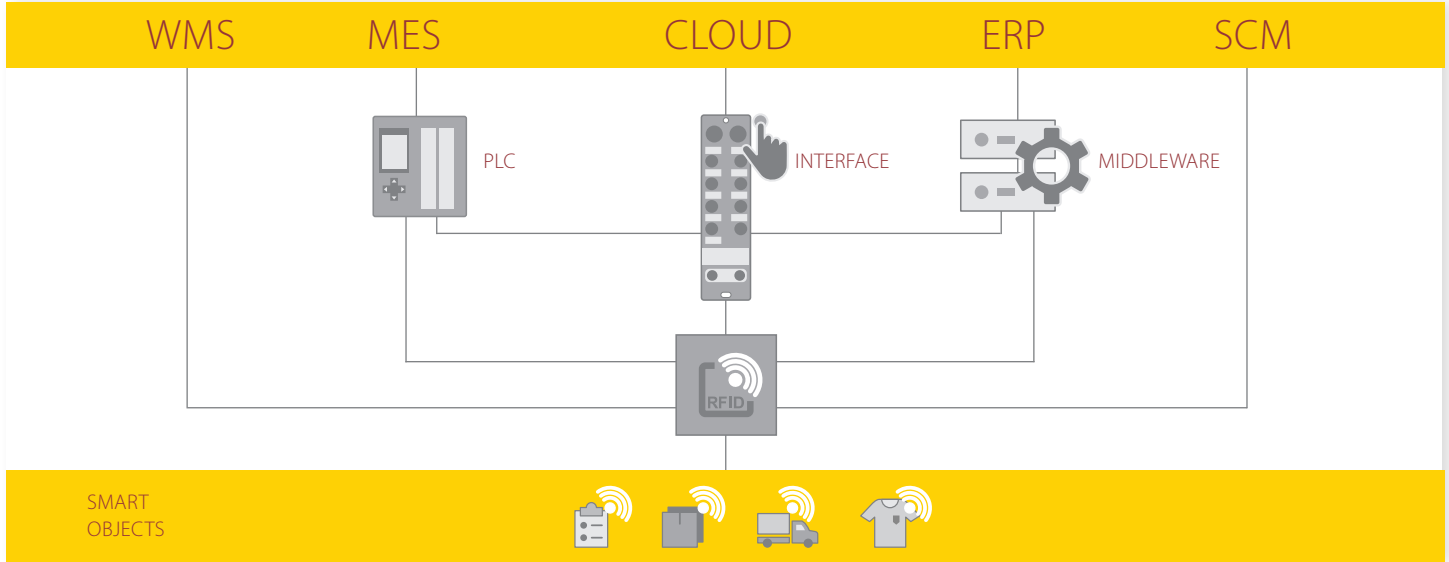 WMS MES CLOUD ERP SCM
PLC INTERFACE MIDDLEWARE
RFID
SMART
OBJECTS